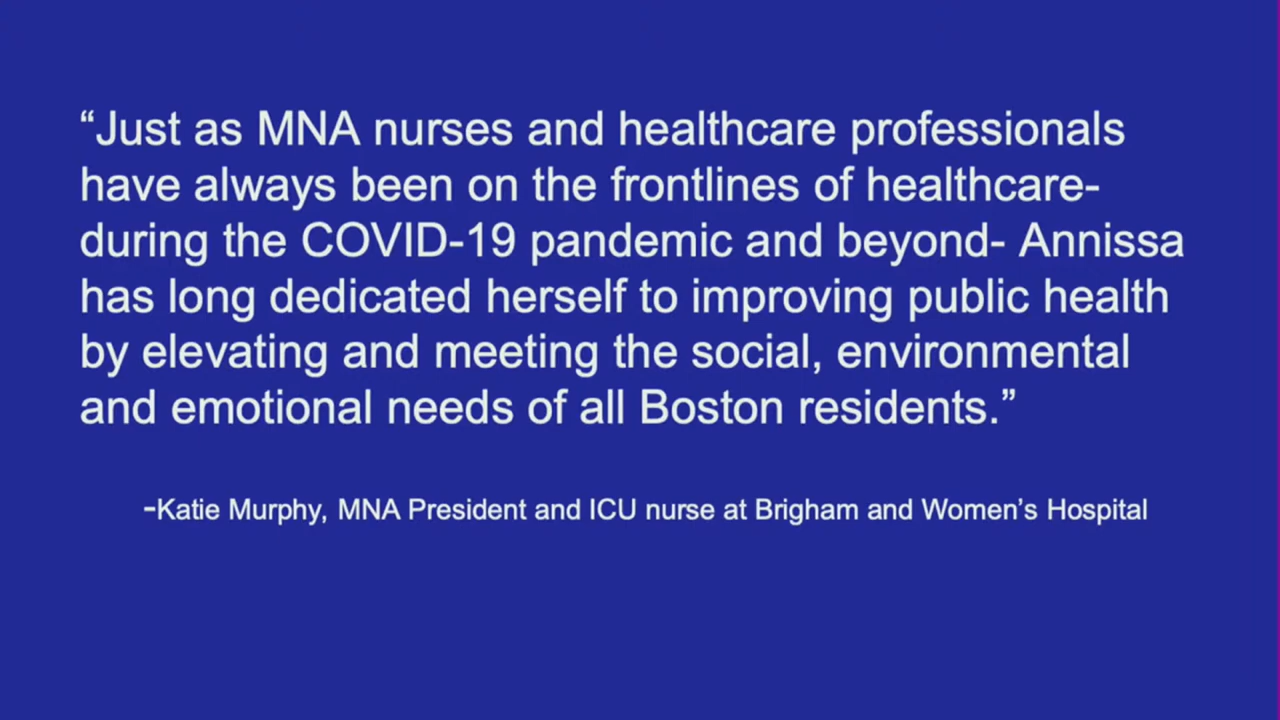 “Just as MNA nurses and healthcare professionals
have always been on the frontlines of healthcare-
during the COVID-19 pandemic and beyond- Annissa
has long dedicated herself to improving public health
by elevating and meeting the social, environmental
and emotional needs of all Boston residents.”
-Katie Murphy, MNA President and ICU nurse at Brigham and Women’s Hospital